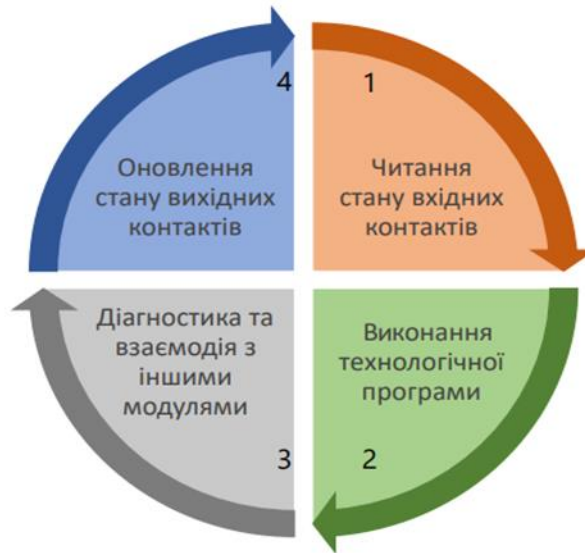 4
Оновлення
стану вихідних
контактів
1
Читання
стану вхідних
контактів
Діагностика та
взаємодія з
іншими
модулями
3
Виконання
технологічної
програми
2